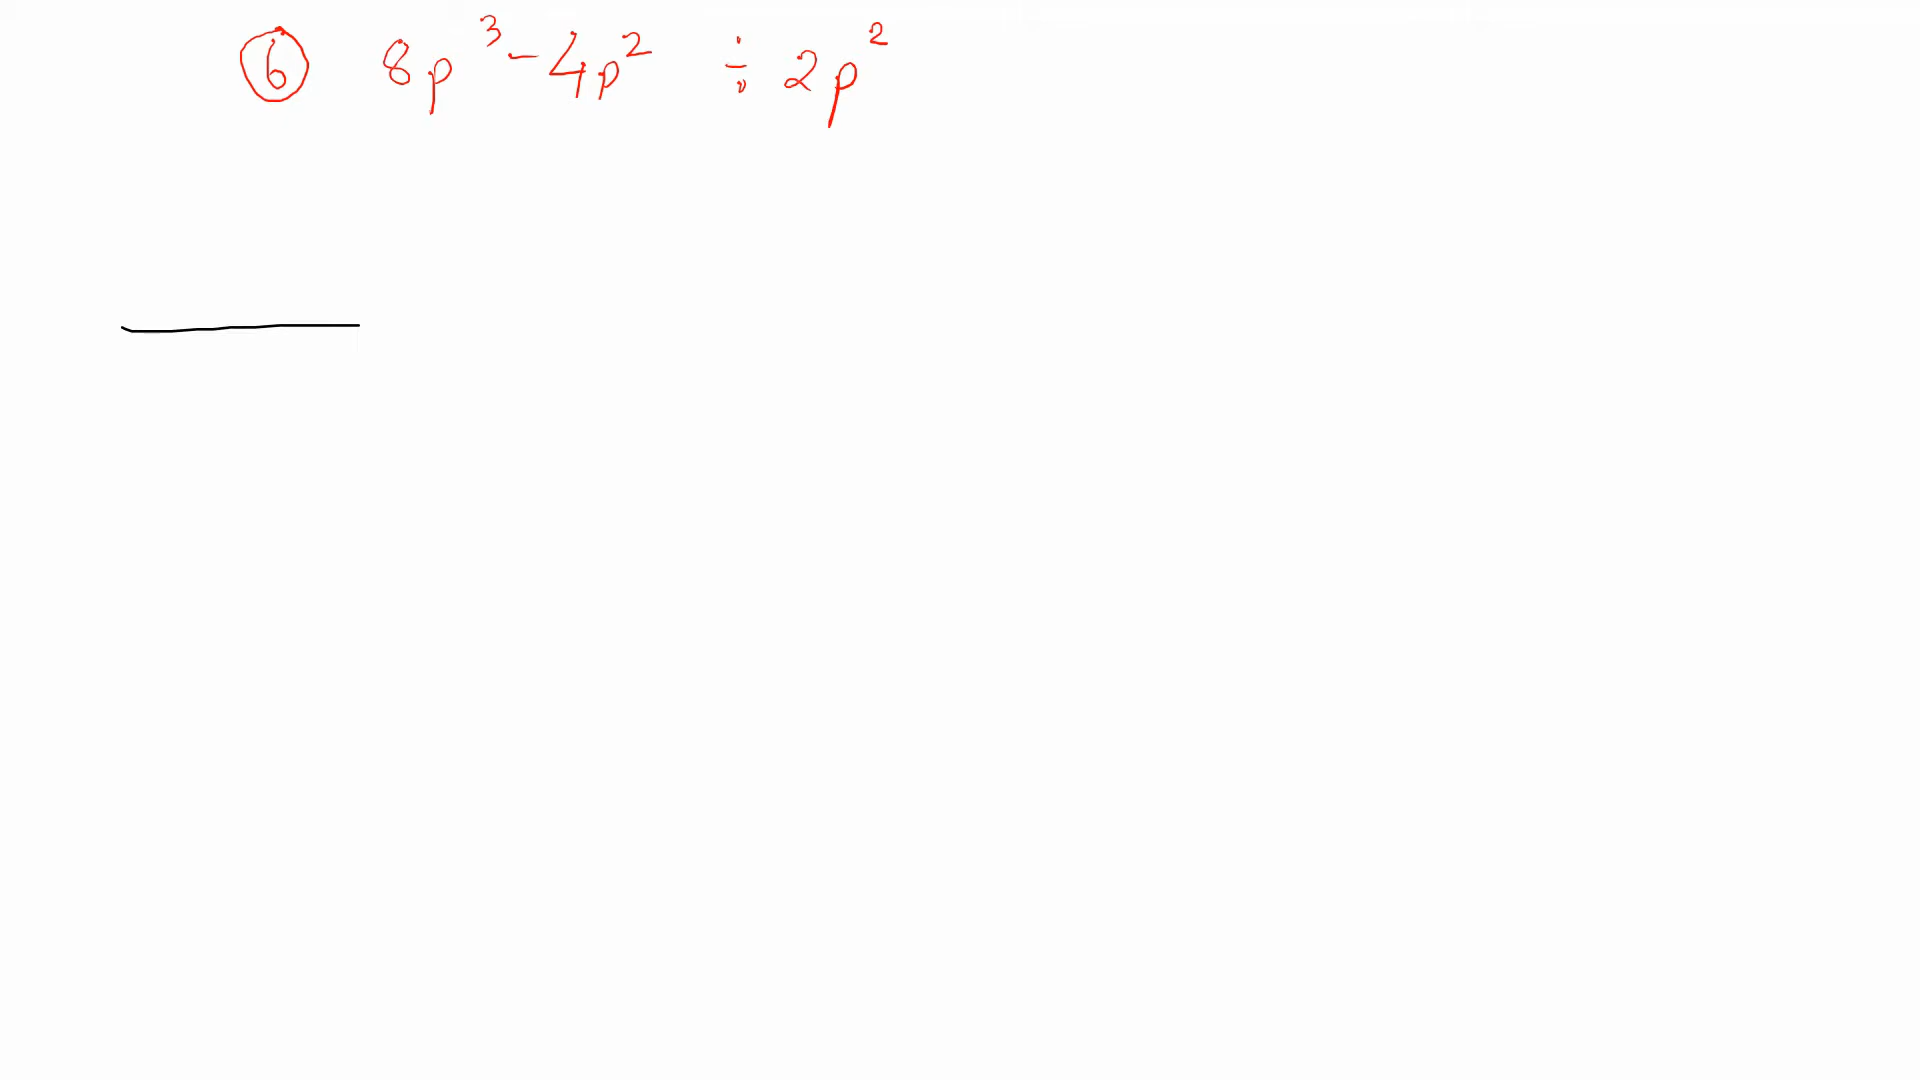 ⑥ 8p³ - 4p² ÷ 2p²